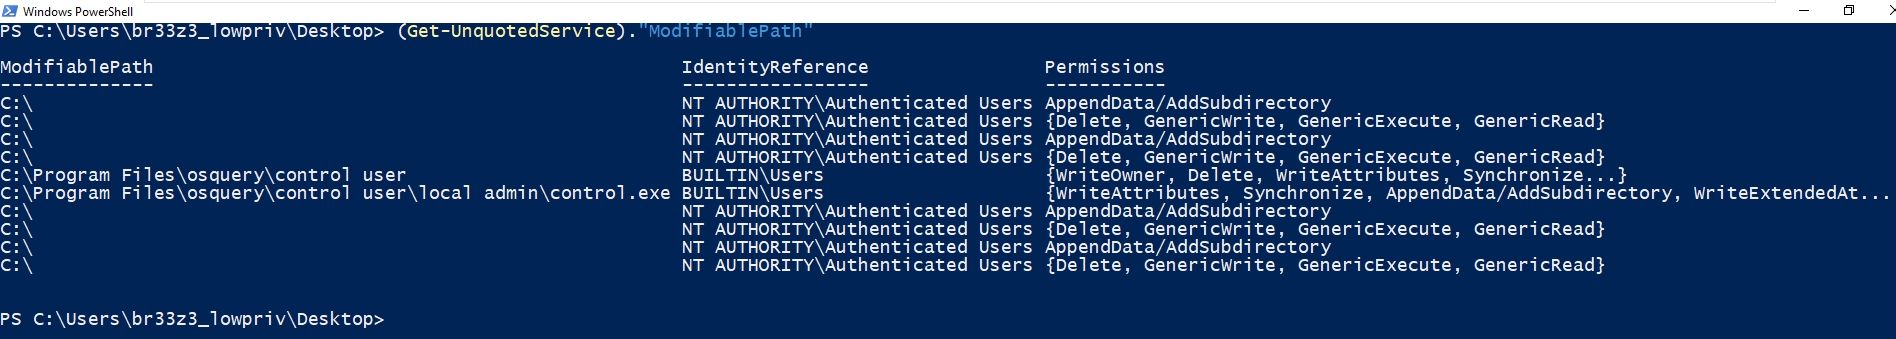 Windows PowerShell
PS C:\Users\br33z3_lowpriv\Desktop> (Get-UnquotedService)."ModifiablePath"
ModifiablePath IdentityReference Permissions
-------------- ----------------- -----------
C:\ NT AUTHORITY\Authenticated Users AppendData/AddSubdirectory
C:\ NT AUTHORITY\Authenticated Users {Delete, GenericWrite, GenericExecute, GenericRead}
C:\ NT AUTHORITY\Authenticated Users AppendData/AddSubdirectory
C:\ NT AUTHORITY\Authenticated Users {Delete, GenericWrite, GenericExecute, GenericRead}
C:\Program Files\osquery\control user BUILTIN\Users {WriteOwner, Delete, WriteAttributes, Synchronize...}
C:\Program Files\osquery\control user\local admin\control.exe BUILTIN\Users {WriteAttributes, Synchronize, AppendData/AddSubdirectory, WriteExtendedAt...
C:\ NT AUTHORITY\Authenticated Users AppendData/AddSubdirectory
C:\ NT AUTHORITY\Authenticated Users {Delete, GenericWrite, GenericExecute, GenericRead}
C:\ NT AUTHORITY\Authenticated Users AppendData/AddSubdirectory
C:\ NT AUTHORITY\Authenticated Users {Delete, GenericWrite, GenericExecute, GenericRead}
PS C:\Users\br33z3_lowpriv\Desktop>